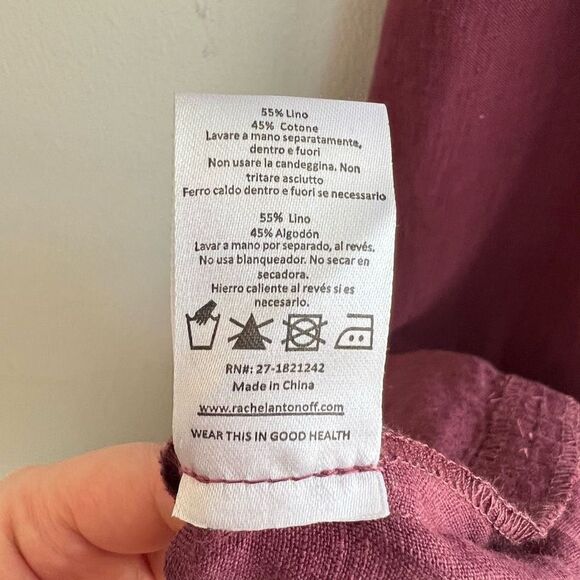 55% Lino
45% Cotone
Lavare a mano separatamente,
dentro e fuori
Non usare la candeggina. Non
tritare asciutto
Ferro caldo dentro e fuori se necessario
55% Lino
45% Algodón
Lavar a mano por separado, al revés.
No usa blanqueador. No secar en
secadora.
Hierro caliente al revés si es
necesario.
RN#: 27-1821242
Made in China
www.rachelantonoff.com
WEAR THIS IN GOOD HEALTH